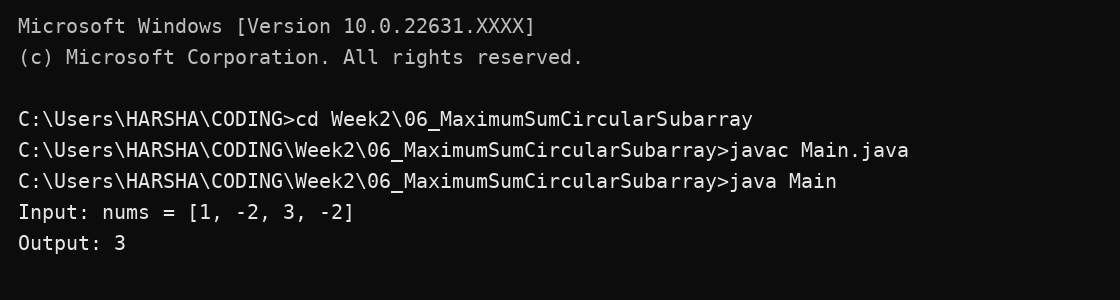 Microsoft Windows [Version 10.0.22631.XXXX]
(c) Microsoft Corporation. All rights reserved.
C:\Users\HARSHA\CODING>cd Week2\06_MaximumSumCircularSubarray
C:\Users\HARSHA\CODING\Week2\06_MaximumSumCircularSubarray>javac Main.java
C:\Users\HARSHA\CODING\Week2\06_MaximumSumCircularSubarray>java Main
Input: nums = [1, -2, 3, -2]
Output: 3